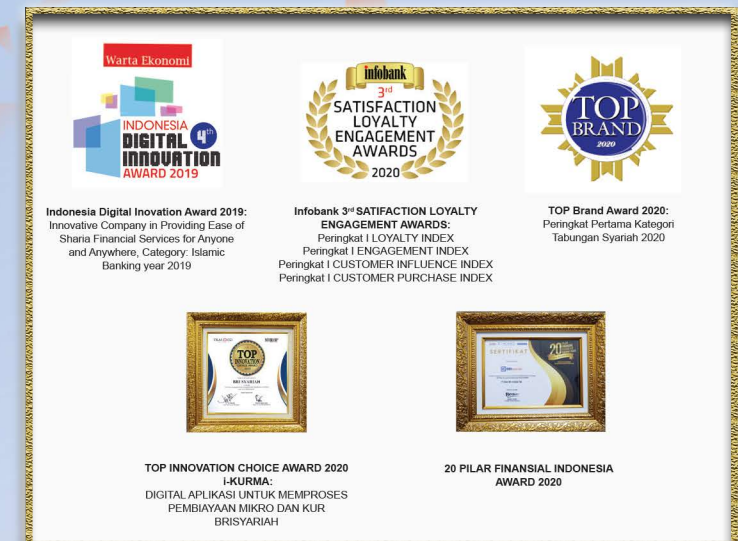 Warta Ekonomi
INDONESIA
DIGITAL 4th
INNOVATION
AWARD 2019
infobank
3rd
SATISFACTION
LOYALTY
ENGAGEMENT
AWARDS
2020
TOP
BRAND
2020
Indonesia Digital Inovation Award 2019:
Innovative Company in Providing Ease of
Sharia Financial Services for Anyone
and Anywhere, Category: Islamic
Banking year 2019
Infobank 3rd SATIFACTION LOYALTY
ENGAGEMENT AWARDS:
Peringkat I LOYALTY INDEX
Peringkat I ENGAGEMENT INDEX
Peringkat I CUSTOMER INFLUENCE INDEX
Peringkat I CUSTOMER PURCHASE INDEX
TOP Brand Award 2020:
Peringkat Pertama Kategori
Tabungan Syariah 2020
TOP
INNOVATION
BRI SYARIAH
SERTIFIKAT
20
TOP INNOVATION CHOICE AWARD 2020
i-KURMA:
DIGITAL APLIKASI UNTUK MEMPROSES
PEMBIAYAAN MIKRO DAN KUR
BRISYARIAH
20 PILAR FINANSIAL INDONESIA
AWARD 2020